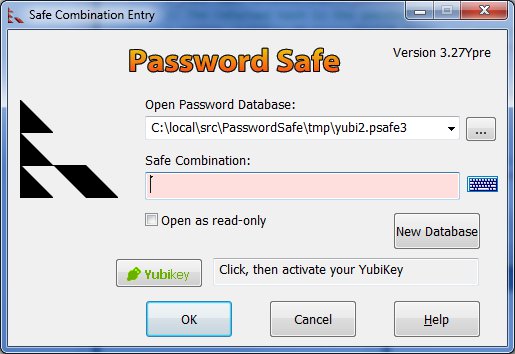 Safe Combination Entry
Password Safe
Version 3.27Ypre
Open Password Database:
C:\local\src\PasswordSafe\tmp\yubi2.psafe3
...
Safe Combination:
Open as read-only
New Database
Yubikey
Click, then activate your YubiKey
OK
Cancel
Help